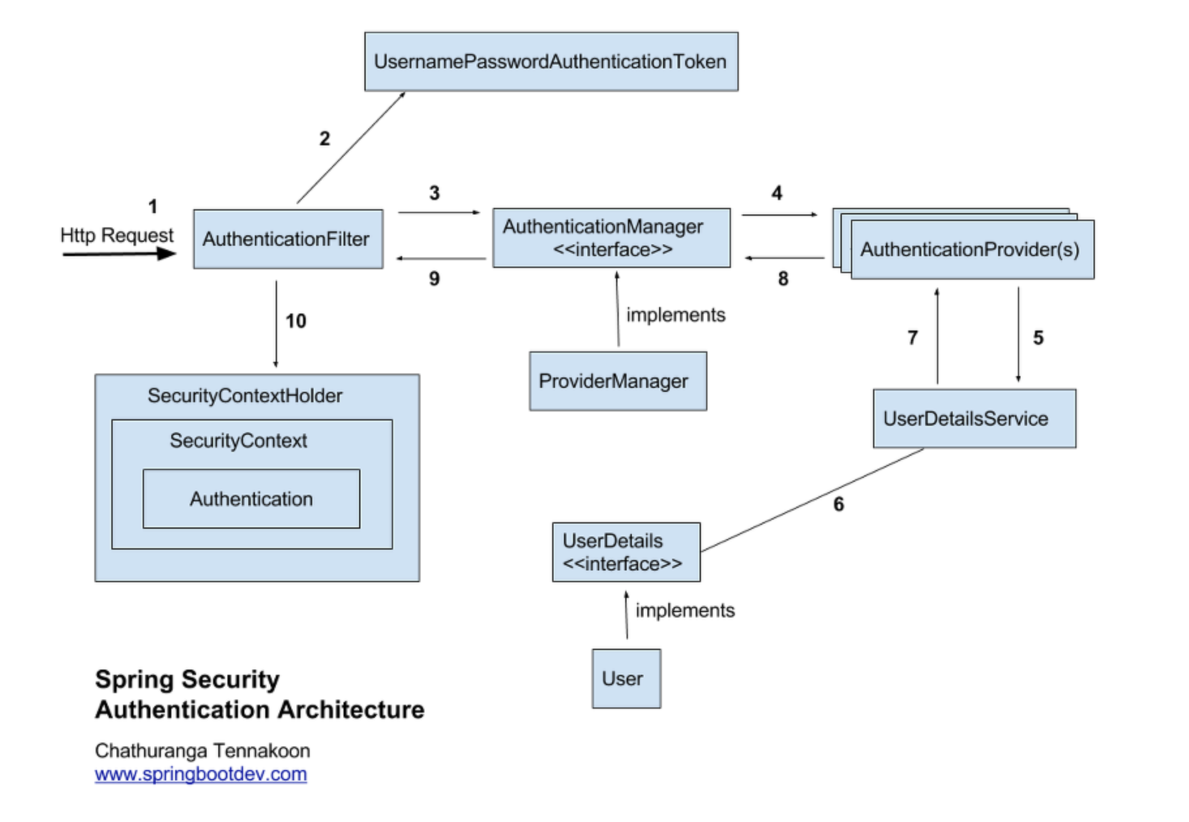 UsernamePasswordAuthenticationToken
2
1
3
4
Http Request
AuthenticationFilter
AuthenticationManager
<<interface>>
AuthenticationProvider(s)
9
8
10
implements
7
5
ProviderManager
SecurityContextHolder
SecurityContext
Authentication
UserDetailsService
6
UserDetails
<<interface>>
implements
User
Spring Security
Authentication Architecture
Chathuranga Tennakoon
www.springbootdev.com